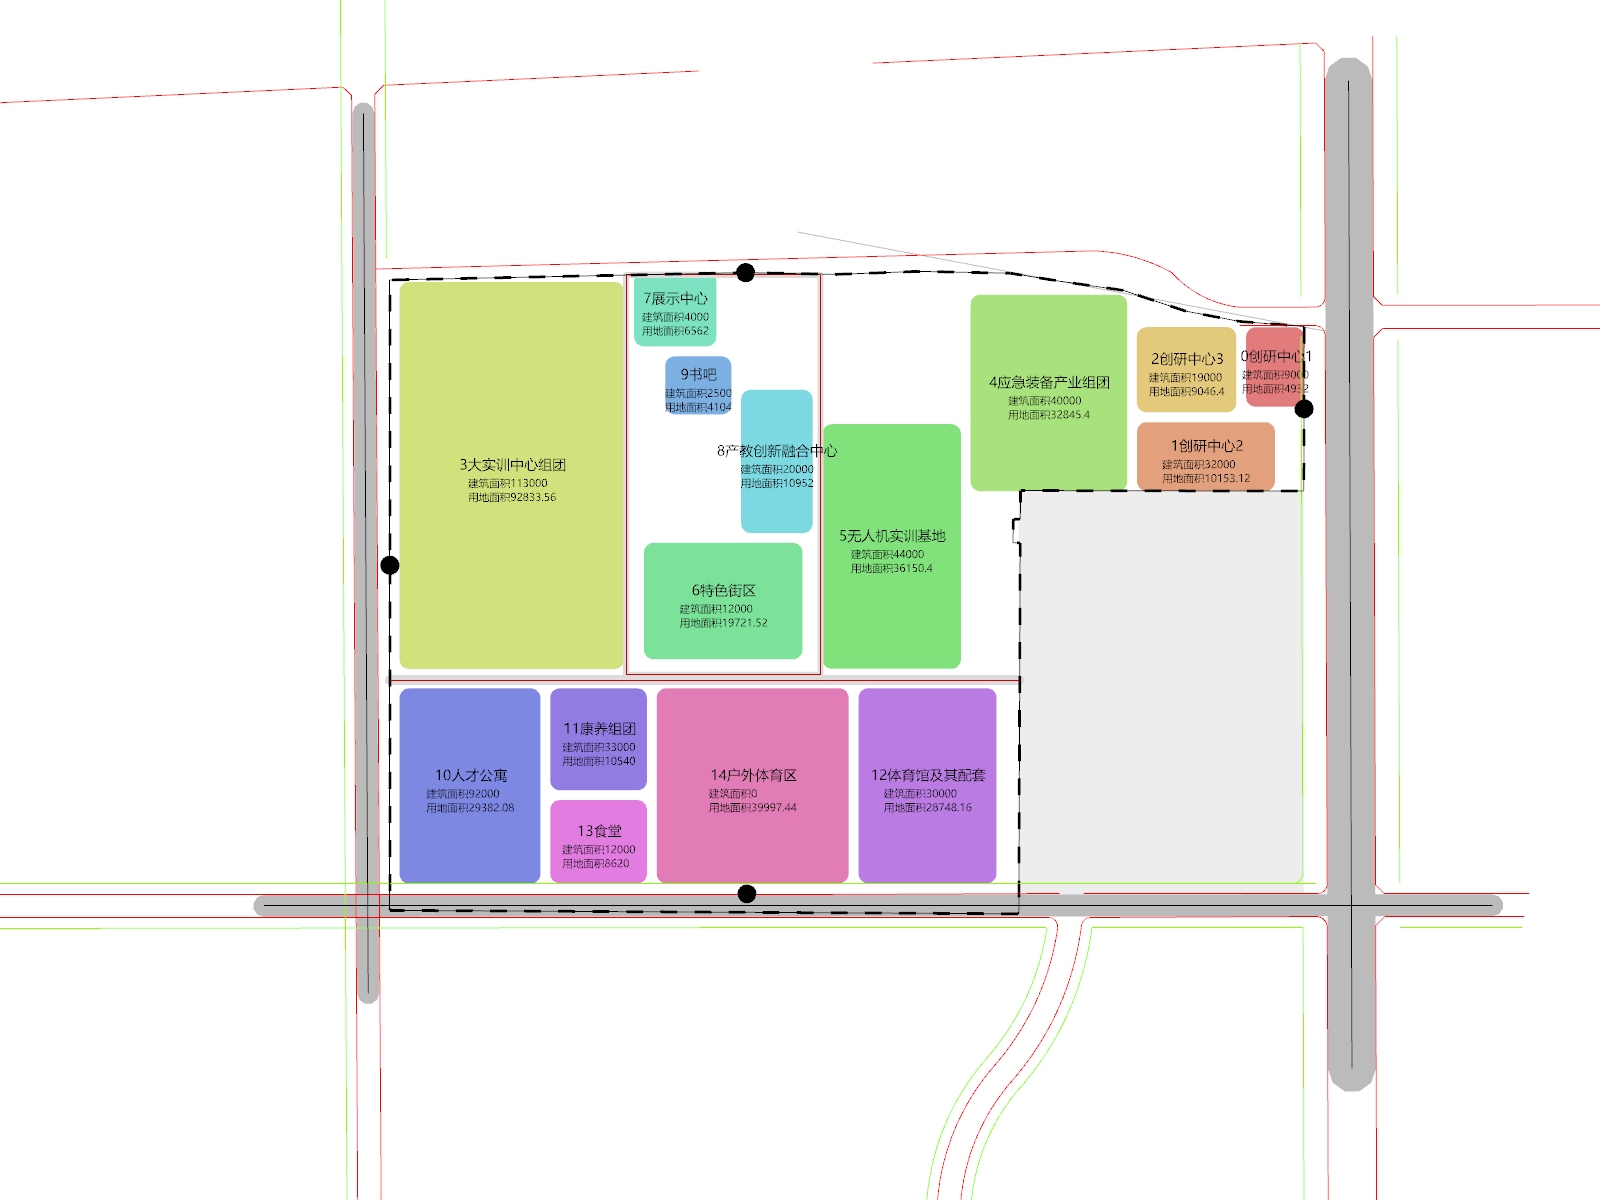 7展示中心
建筑面积4000
用地面积6562
9书吧
建筑面积2500
用地面积4104
2创研中心3
建筑面积19000
用地面积9046.4
0创研中心1
建筑面积9000
用地面积4932
4应急装备产业组团
建筑面积40000
用地面积32845.4
1创研中心2
建筑面积32000
用地面积10153.12
3大实训中心组团
建筑面积113000
用地面积92833.56
8产教创新融合中心
建筑面积20000
用地面积10952
5无人机实训基地
建筑面积44000
用地面积36150.4
6特色街区
建筑面积12000
用地面积19721.52
10人才公寓
建筑面积92000
用地面积29382.08
11康养组团
建筑面积33000
用地面积10540
13食堂
建筑面积12000
用地面积8620
14户外体育区
建筑面积0
用地面积39997.44
12体育馆及其配套
建筑面积30000
用地面积28748.16